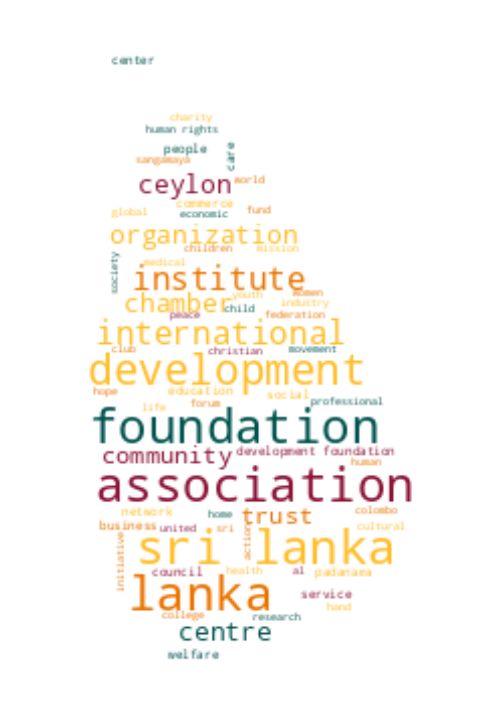 center
charity
human rights
people care
sangamaya
ceylon world
commerce
global economic fund
organization
children mission
society medical
institute
chamber youth women
child industry
peace federation
international
club christian movement
development
hope education social
life forum professional
foundation
community development foundation
human
association
network home trust colombo
business united sri cultural
initiative sri lanka action
council health al padanama
lanka service
hand
college research
centre
welfare